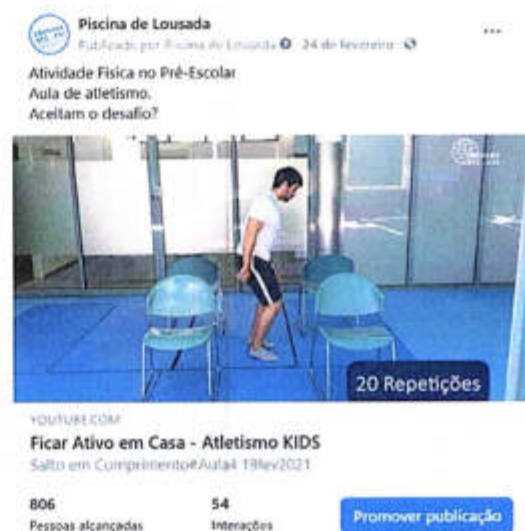 Piscina de Lousada
Publicado por Piscina de Lousada · 24 de fevereiro ·
Atividade Física no Pré-Escolar
Aula de atletismo.
Aceitam o desafio?
20 Repetições
YOUTUBE.COM
Ficar Ativo em Casa - Atletismo KIDS
Salto em Comprimento#Aula4 19fev2021
806
Pessoas alcançadas
54
Interações
Promover publicação